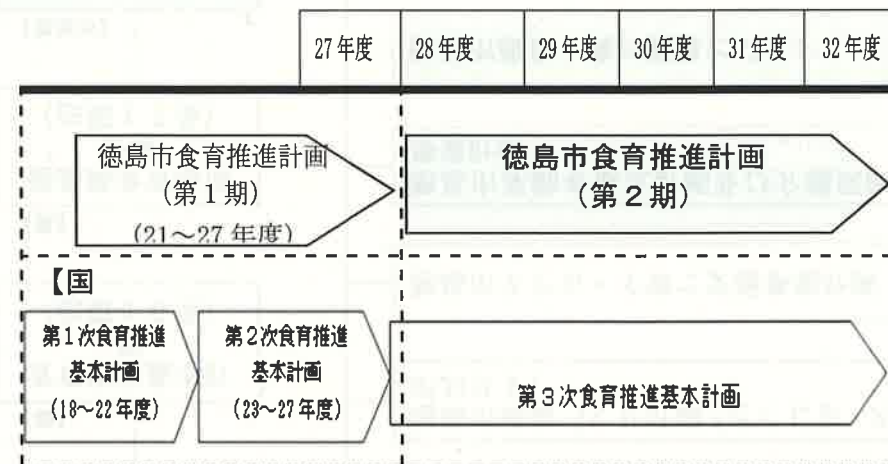 27年度 28年度 29年度 30年度 31年度 32年度
徳島市食育推進計画
(第1期)
(21〜27年度)
徳島市食育推進計画
(第2期)
【国
第1次食育推進
基本計画
(18〜22年度)
第2次食育推進
基本計画
(23〜27年度)
第3次食育推進基本計画